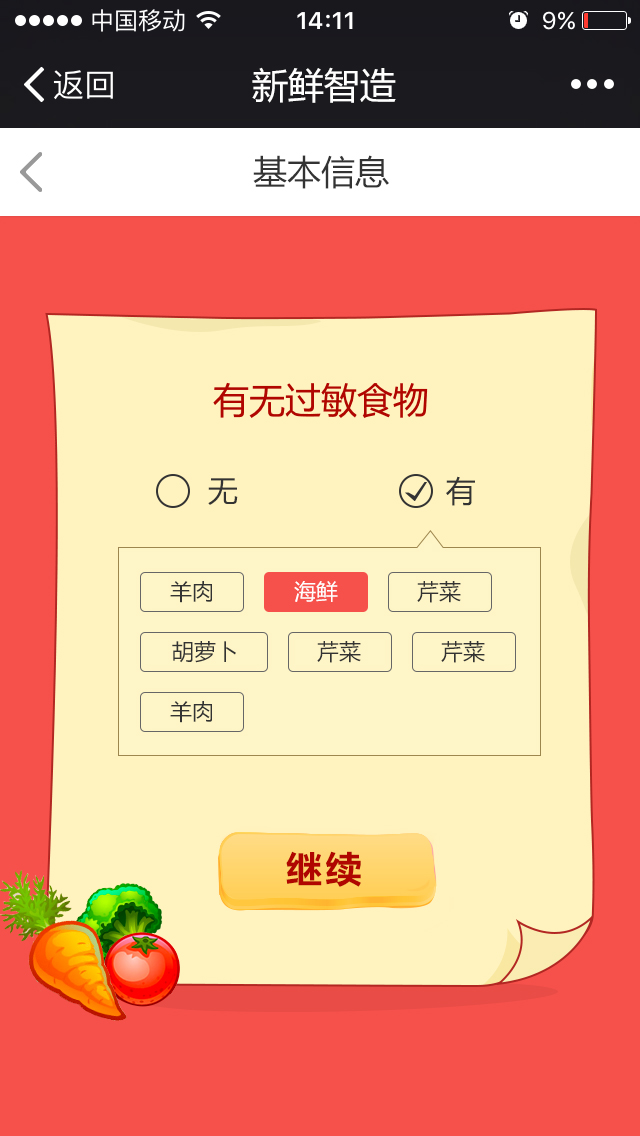 中国移动 14:11 9%
返回 新鲜智造
基本信息
有无过敏食物
无 有
羊肉 海鲜 芹菜
胡萝卜 芹菜 芹菜
羊肉
继续